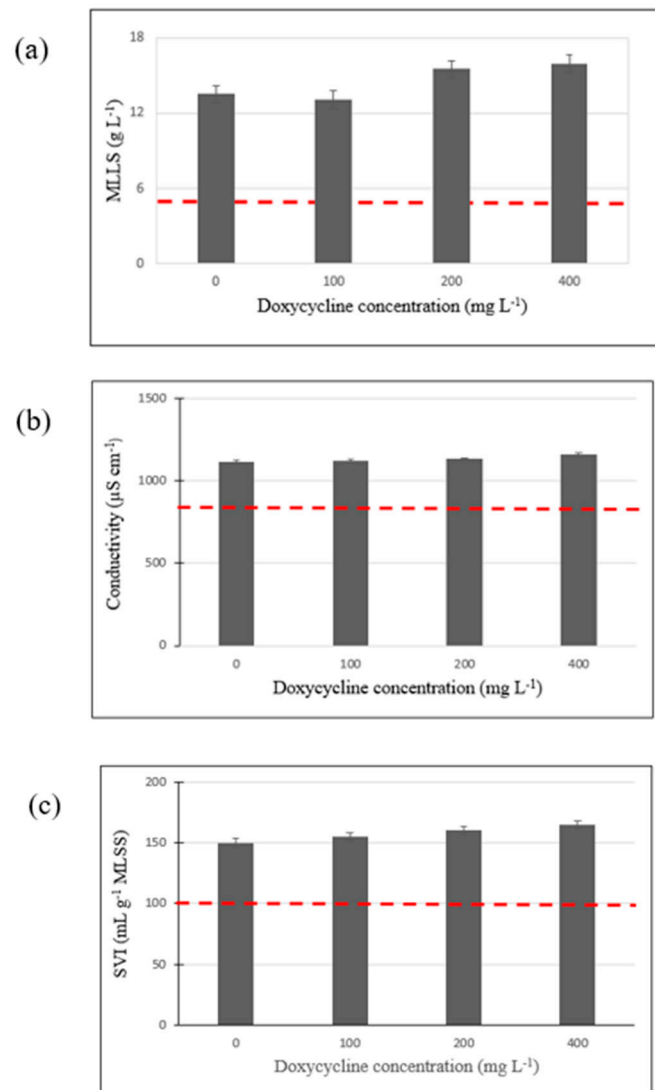 (a)
18
12
6
0
MLLS (g L-1)
0 100 200 400
Doxycycline concentration (mg L-1)
(b)
1500
1000
500
0
Conductivity (µS cm-1)
0 100 200 400
Doxycycline concentration (mg L-1)
(c)
200
150
100
50
0
SVI (mL g-1 MLSS)
0 100 200 400
Doxycycline concentration (mg L-1)